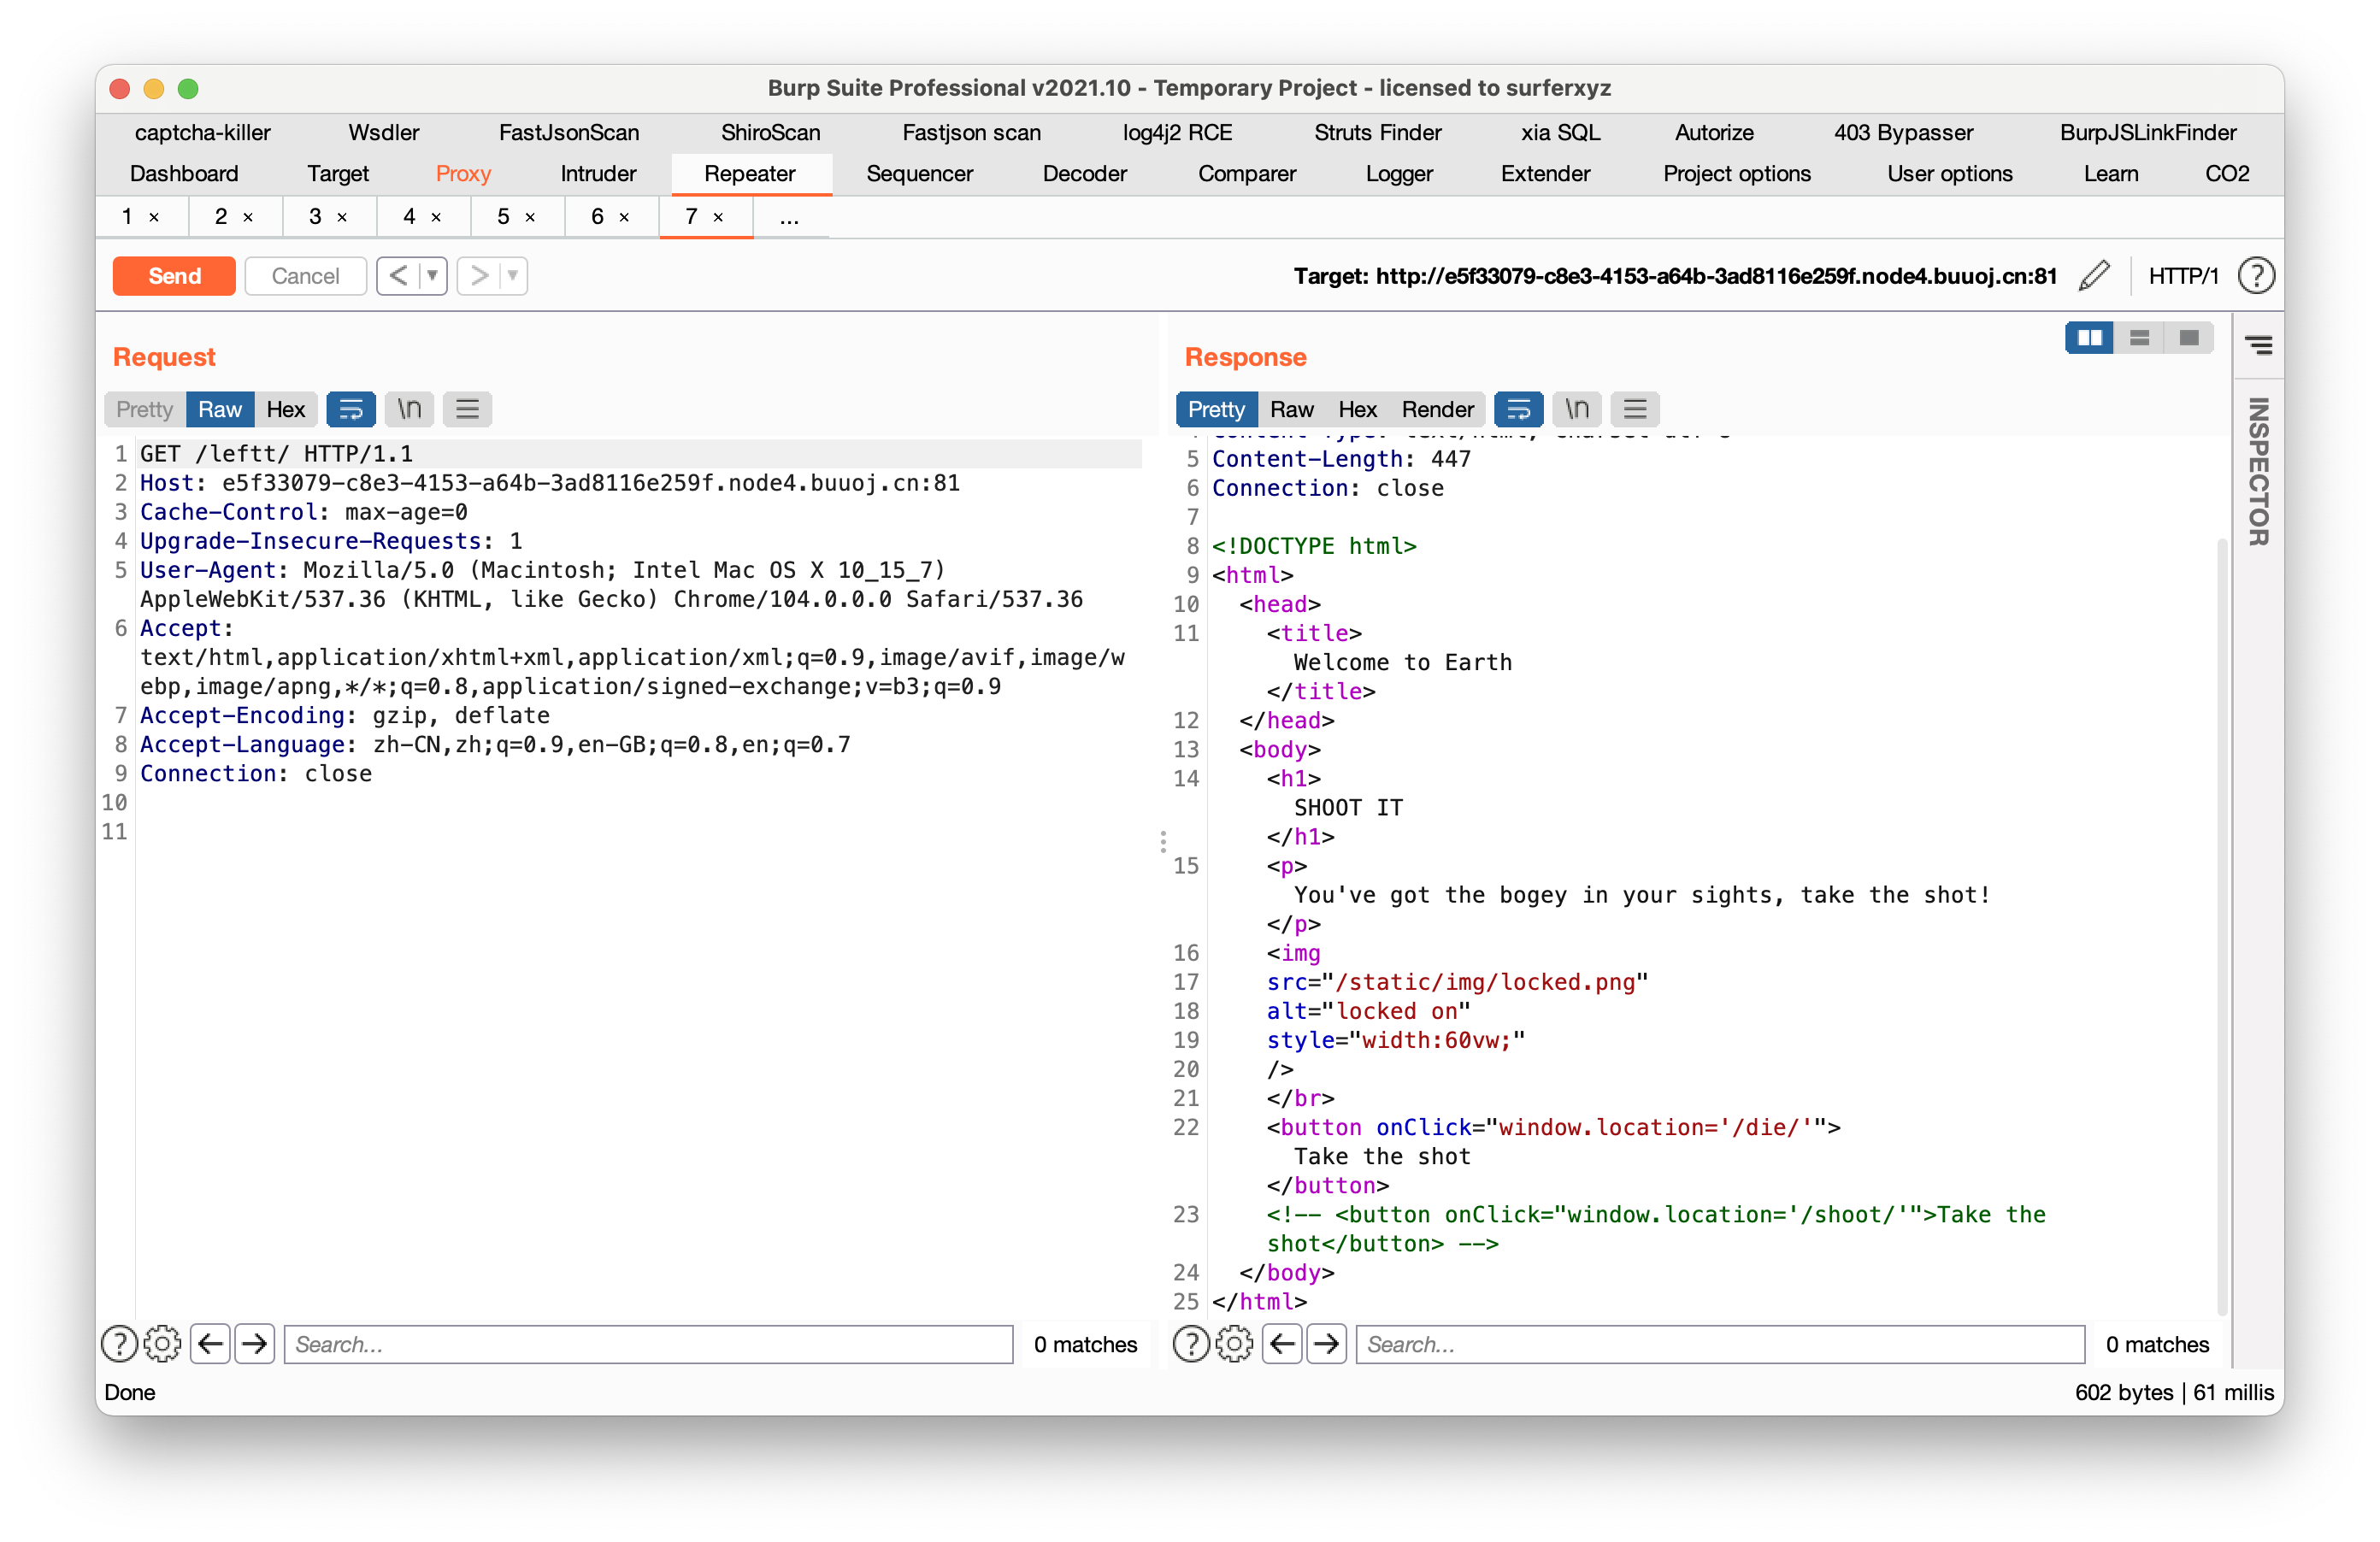 Burp Suite Professional v2021.10 - Temporary Project - licensed to surferxyz
captcha-killer Wsdler FastJsonScan ShiroScan Fastjson scan log4j2 RCE Struts Finder xia SQL Autorize 403 Bypasser BurpJSLinkFinder
Dashboard Target Proxy Intruder Repeater Sequencer Decoder Comparer Logger Extender Project options User options Learn CO2
1 × 2 × 3 × 4 × 5 × 6 × 7 × ...
Send Cancel < ▼ > ▼ Target: http://e5f33079-c8e3-4153-a64b-3ad8116e259f.node4.buuoj.cn:81 HTTP/1 ?
Request
Pretty Raw Hex \n
1 GET /leftt/ HTTP/1.1
2 Host: e5f33079-c8e3-4153-a64b-3ad8116e259f.node4.buuoj.cn:81
3 Cache-Control: max-age=0
4 Upgrade-Insecure-Requests: 1
5 User-Agent: Mozilla/5.0 (Macintosh; Intel Mac OS X 10_15_7)
AppleWebKit/537.36 (KHTML, like Gecko) Chrome/104.0.0.0 Safari/537.36
6 Accept:
text/html,application/xhtml+xml,application/xml;q=0.9,image/avif,image/w
ebp,image/apng,*/*;q=0.8,application/signed-exchange;v=b3;q=0.9
7 Accept-Encoding: gzip, deflate
8 Accept-Language: zh-CN,zh;q=0.9,en-GB;q=0.8,en;q=0.7
9 Connection: close
10
11
? Search... 0 matches
Response
Pretty Raw Hex Render \n
5 Content-Length: 447
6 Connection: close
7
8 <!DOCTYPE html>
9 <html>
10 <head>
11 <title>
Welcome to Earth
</title>
12 </head>
13 <body>
14 <h1>
SHOOT IT
</h1>
15 <p>
You've got the bogey in your sights, take the shot!
</p>
16 <img
17 src="/static/img/locked.png"
18 alt="locked on"
19 style="width:60vw;"
20 />
21 </br>
22 <button onClick="window.location='/die/'">
Take the shot
</button>
23 <!-- <button onClick="window.location='/shoot/'">Take the
shot</button> -->
24 </body>
25 </html>
? Search... 0 matches
INSPECTOR
Done
602 bytes | 61 millis